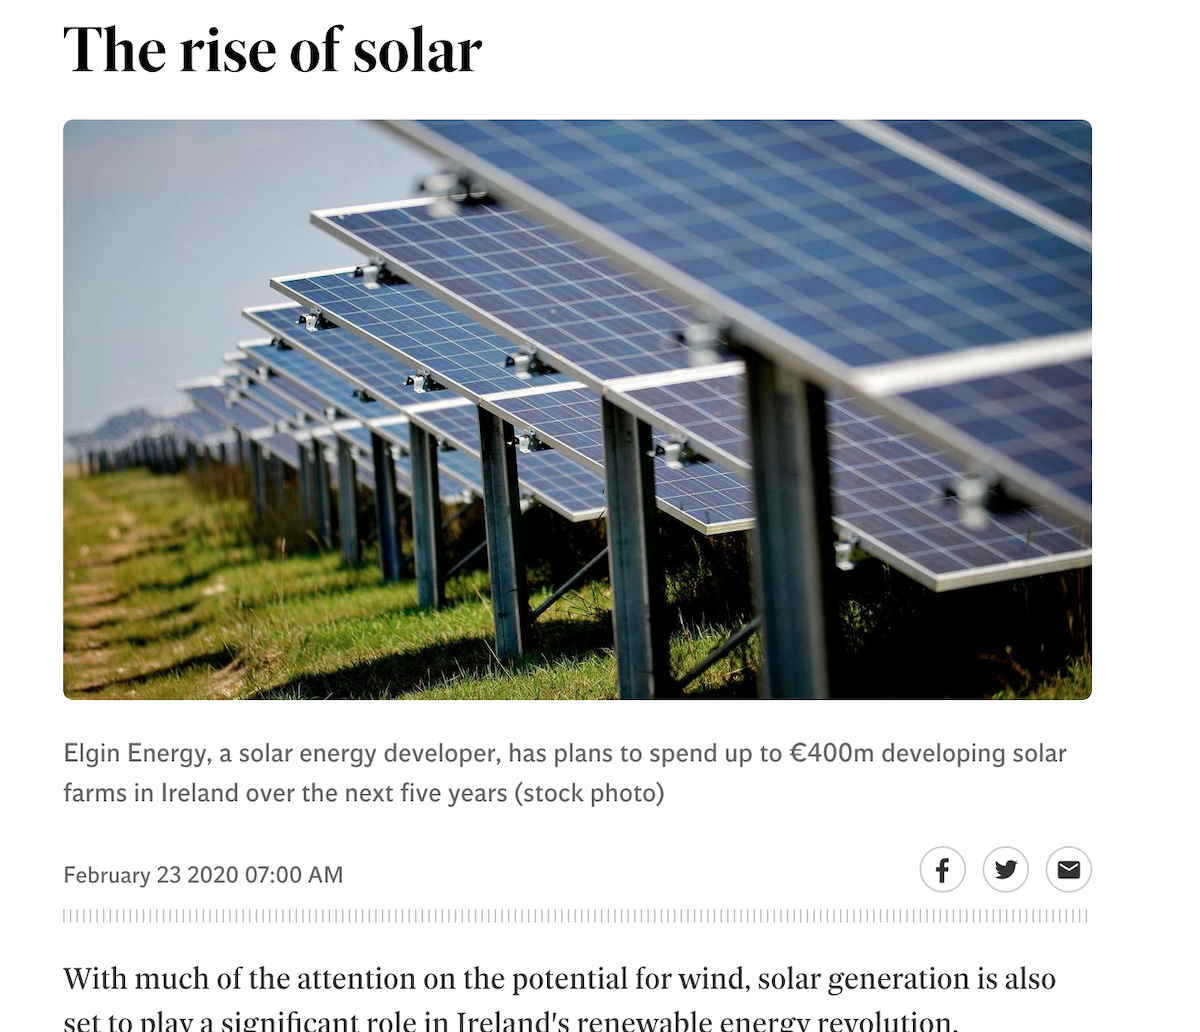 The rise of solar
Elgin Energy, a solar energy developer, has plans to spend up to €400m developing solar
farms in Ireland over the next five years (stock photo)
February 23 2020 07:00 AM
With much of the attention on the potential for wind, solar generation is also
set to play a significant role in Ireland's renewable energy revolution.